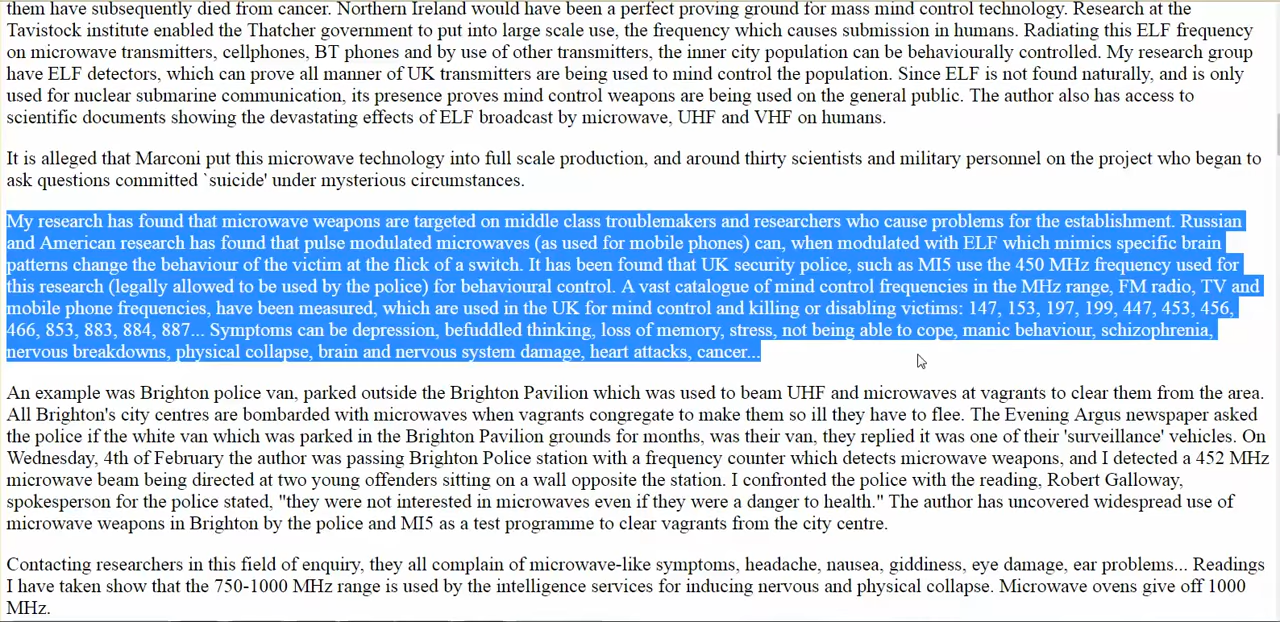 them have subsequently died from cancer. Northern Ireland would have been a perfect proving ground for mass mind control technology. Research at the
Tavistock institute enabled the Thatcher government to put into large scale use, the frequency which causes submission in humans. Radiating this ELF frequency
on microwave transmitters, cellphones, BT phones and by use of other transmitters, the inner city population can be behaviourally controlled. My research group
have ELF detectors, which can prove all manner of UK transmitters are being used to mind control the population. Since ELF is not found naturally, and is only
used for nuclear submarine communication, its presence proves mind control weapons are being used on the general public. The author also has access to
scientific documents showing the devastating effects of ELF broadcast by microwave, UHF and VHF on humans.
It is alleged that Marconi put this microwave technology into full scale production, and around thirty scientists and military personnel on the project who began to
ask questions committed `suicide' under mysterious circumstances.
My research has found that microwave weapons are targeted on middle class troublemakers and researchers who cause problems for the establishment. Russian
and American research has found that pulse modulated microwaves (as used for mobile phones) can, when modulated with ELF which mimics specific brain
patterns change the behaviour of the victim at the flick of a switch. It has been found that UK security police, such as MI5 use the 450 MHz frequency used for
this research (legally allowed to be used by the police) for behavioural control. A vast catalogue of mind control frequencies in the MHz range, FM radio, TV and
mobile phone frequencies, have been measured, which are used in the UK for mind control and killing or disabling victims: 147, 153, 197, 199, 447, 453, 456,
466, 853, 883, 884, 887... Symptoms can be depression, befuddled thinking, loss of memory, stress, not being able to cope, manic behaviour, schizophrenia,
nervous breakdowns, physical collapse, brain and nervous system damage, heart attacks, cancer...
An example was Brighton police van, parked outside the Brighton Pavilion which was used to beam UHF and microwaves at vagrants to clear them from the area.
All Brighton's city centres are bombarded with microwaves when vagrants congregate to make them so ill they have to flee. The Evening Argus newspaper asked
the police if the white van which was parked in the Brighton Pavilion grounds for months, was their van, they replied it was one of their 'surveillance' vehicles. On
Wednesday, 4th of February the author was passing Brighton Police station with a frequency counter which detects microwave weapons, and I detected a 452 MHz
microwave beam being directed at two young offenders sitting on a wall opposite the station. I confronted the police with the reading, Robert Galloway,
spokesperson for the police stated, "they were not interested in microwaves even if they were a danger to health." The author has uncovered widespread use of
microwave weapons in Brighton by the police and MI5 as a test programme to clear vagrants from the city centre.
Contacting researchers in this field of enquiry, they all complain of microwave-like symptoms, headache, nausea, giddiness, eye damage, ear problems... Readings
I have taken show that the 750-1000 MHz range is used by the intelligence services for inducing nervous and physical collapse. Microwave ovens give off 1000
MHz.